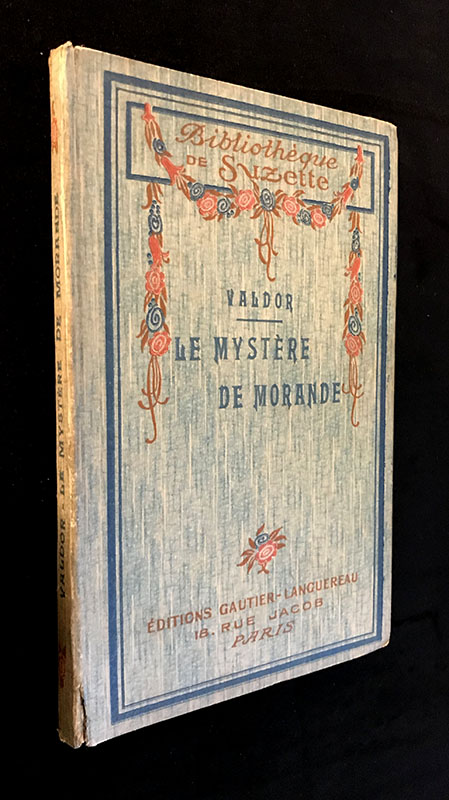 Bibliothèque
DE Suzette
VALDOR
LE MYSTÈRE
DE MORANDE
ÉDITIONS GAUTIER-LANGUEREAU
18, RUE JACOB
PARIS
VALDOR - LE MYSTÈRE DE MORANDE